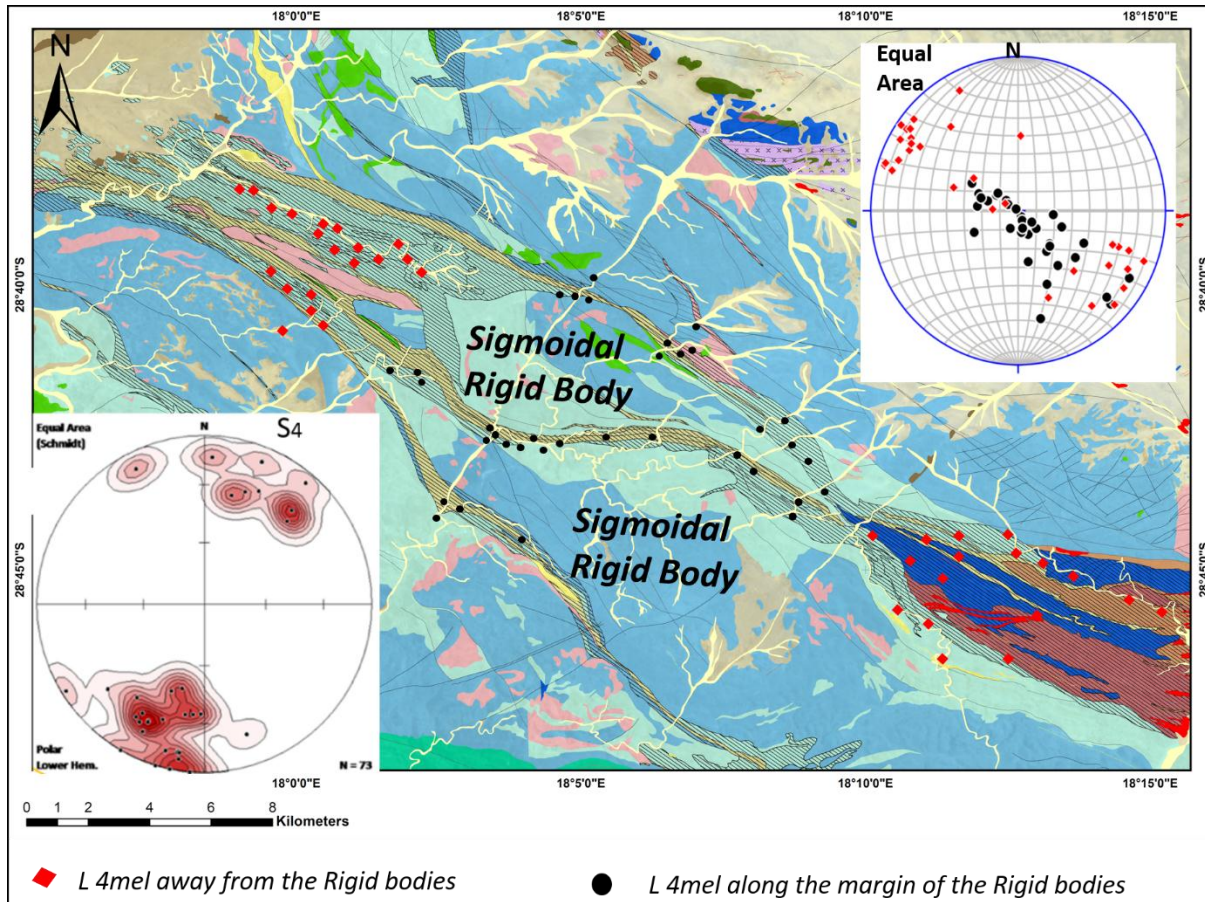 18°0'0"E 18°5'0"E 18°10'0"E 18°15'0"E
N
Equal
Area
N
28°40'0"S
28°40'0"S
Sigmoidal
Rigid Body
Sigmoidal
Rigid Body
Equal Area
(Schmidt)
N
S4
28°45'0"S
28°45'0"S
Polar
Lower Hem.
N = 73
18°0'0"E 18°5'0"E 18°10'0"E 18°15'0"E
0 1 2 4 6 8
Kilometers
L 4mel away from the Rigid bodies
L 4mel along the margin of the Rigid bodies